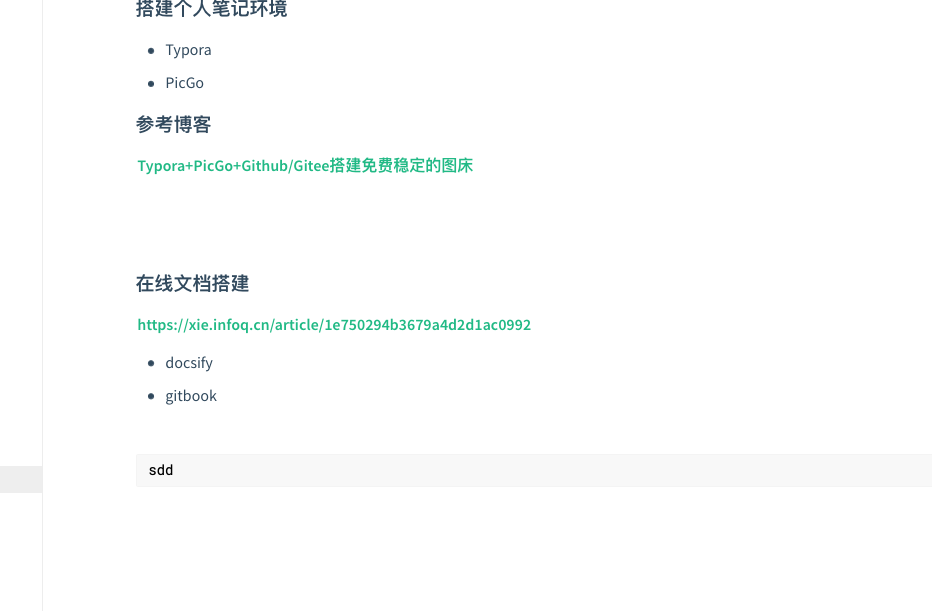 搭建个人笔记环境
Typora
PicGo
参考博客
Typora+PicGo+Github/Gitee搭建免费稳定的图床
在线文档搭建
https://xie.infoq.cn/article/1e750294b3679a4d2d1ac0992
docsify
gitbook
sdd